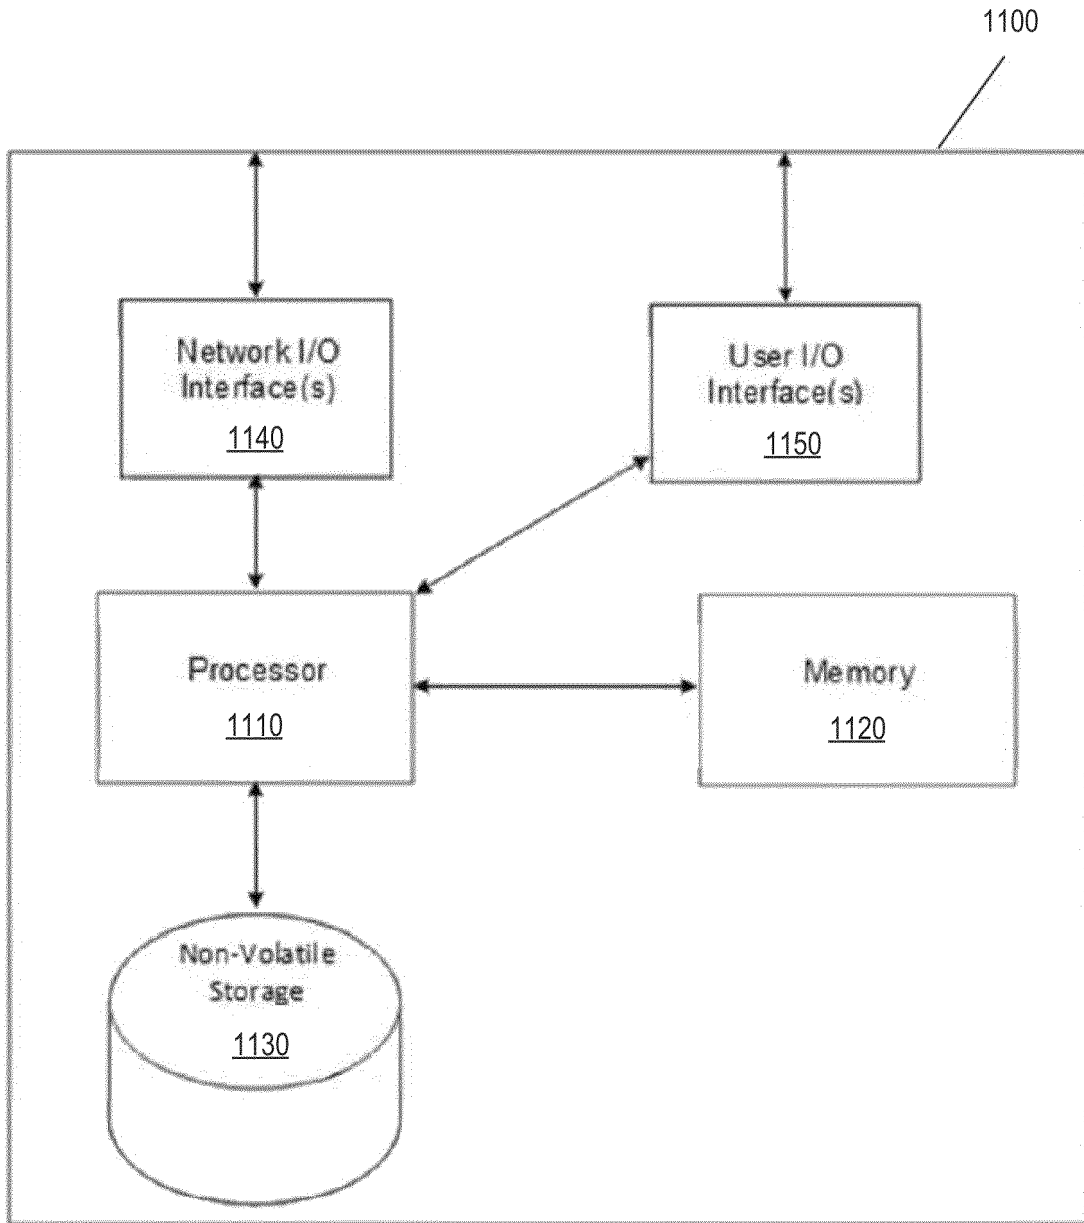 1100
Network I/O
Interface(s)
1140
User I/O
Interface(s)
1150
Processor
1110
Memory
1120
Non-Volatile
Storage
1130